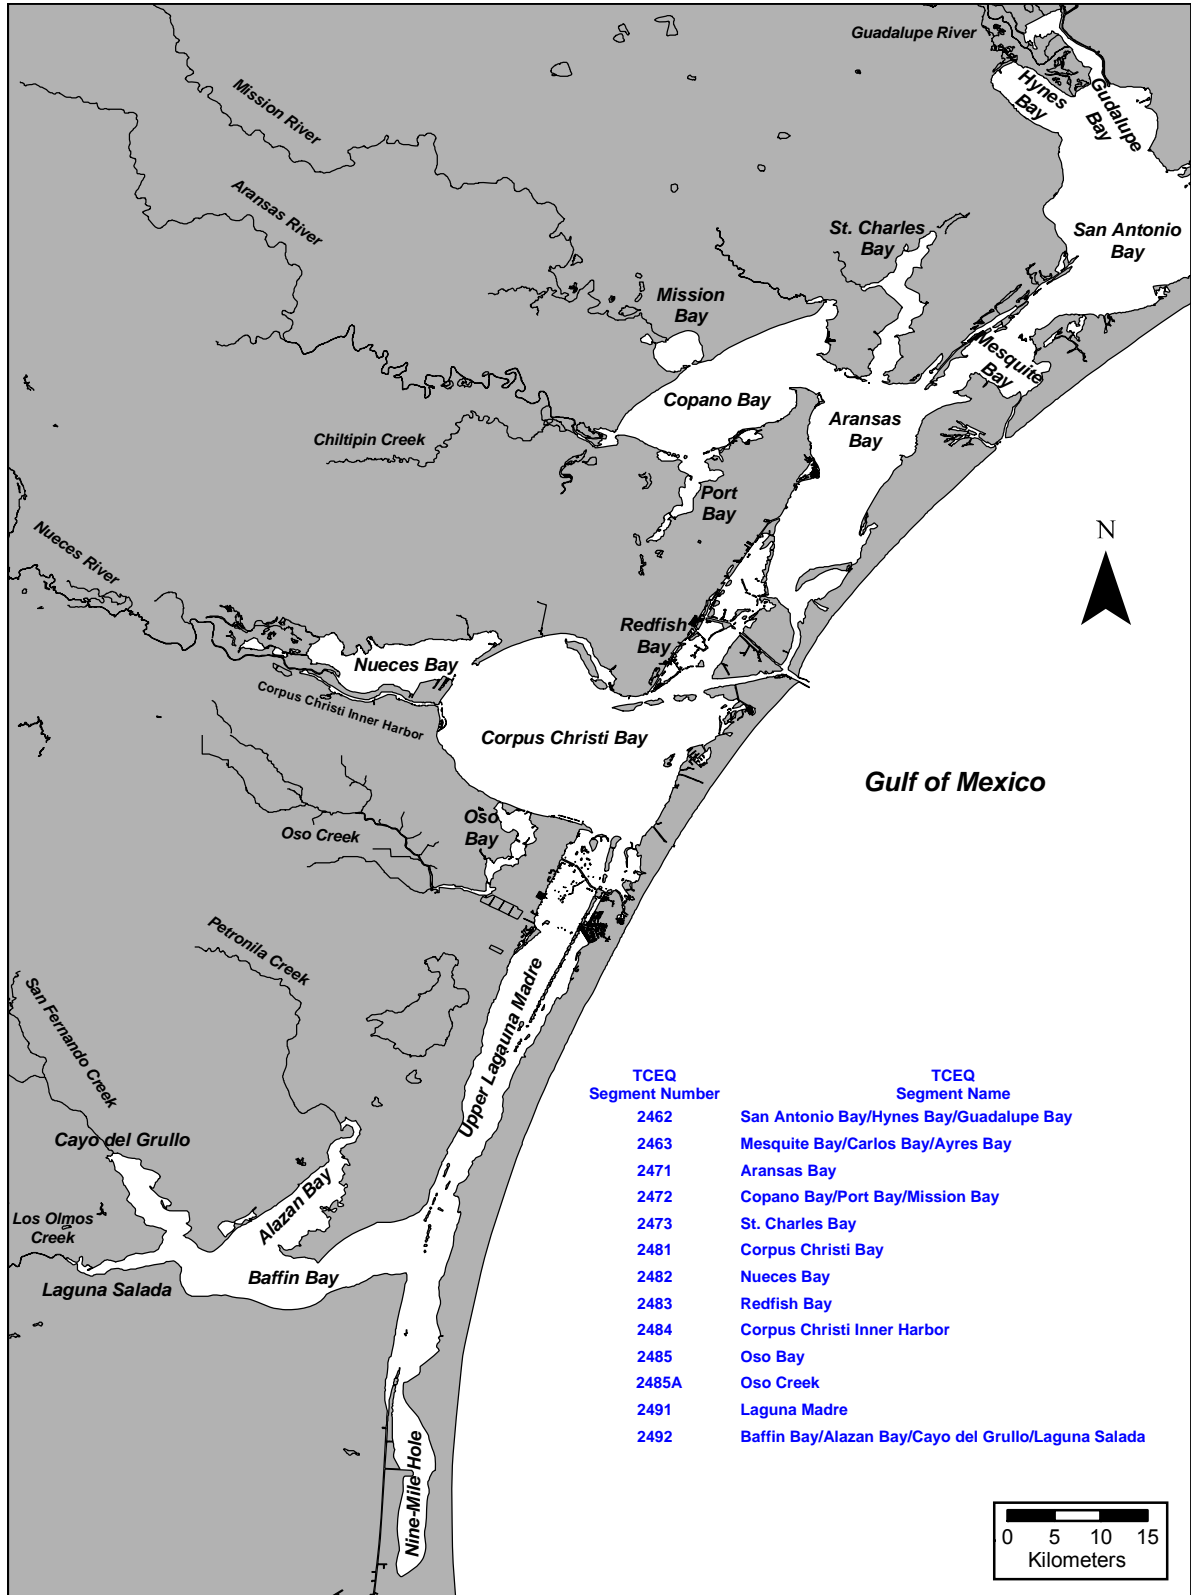 Guadalupe River
Hynes
Bay
Gudalupe
Bay
Mission River
Aransas River
St. Charles
Bay
San Antonio
Bay
Mission
Bay
Mesquite
Bay
Copano Bay
Aransas
Bay
Chiltipin Creek
Port
Bay
N
Nueces River
Redfish
Bay
Nueces Bay
Corpus Christi Inner Harbor
Corpus Christi Bay
Gulf of Mexico
Oso
Bay
Oso Creek
Petronila Creek
San Fernando Creek
Upper Lagauna Madre
Cayo del Grullo
Alazan Bay
Los Olmos
Creek
Baffin Bay
Laguna Salada
Nine-Mile Hole
TCEQ TCEQ
Segment Number Segment Name
2462 San Antonio Bay/Hynes Bay/Guadalupe Bay
2463 Mesquite Bay/Carlos Bay/Ayres Bay
2471 Aransas Bay
2472 Copano Bay/Port Bay/Mission Bay
2473 St. Charles Bay
2481 Corpus Christi Bay
2482 Nueces Bay
2483 Redfish Bay
2484 Corpus Christi Inner Harbor
2485 Oso Bay
2485A Oso Creek
2491 Laguna Madre
2492 Baffin Bay/Alazan Bay/Cayo del Grullo/Laguna Salada
0 5 10 15
Kilometers